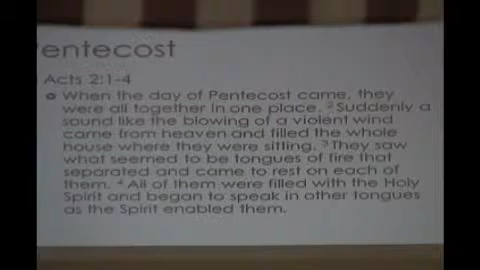 Pentecost
Acts 2:1-4
When the day of Pentecost came, they
were all together in one place. 2 Suddenly a
sound like the blowing of a violent wind
came from heaven and filled the whole
house where they were sitting. 3 They saw
what seemed to be tongues of fire that
separated and came to rest on each of
them. 4 All of them were filled with the Holy
Spirit and began to speak in other tongues
as the Spirit enabled them.